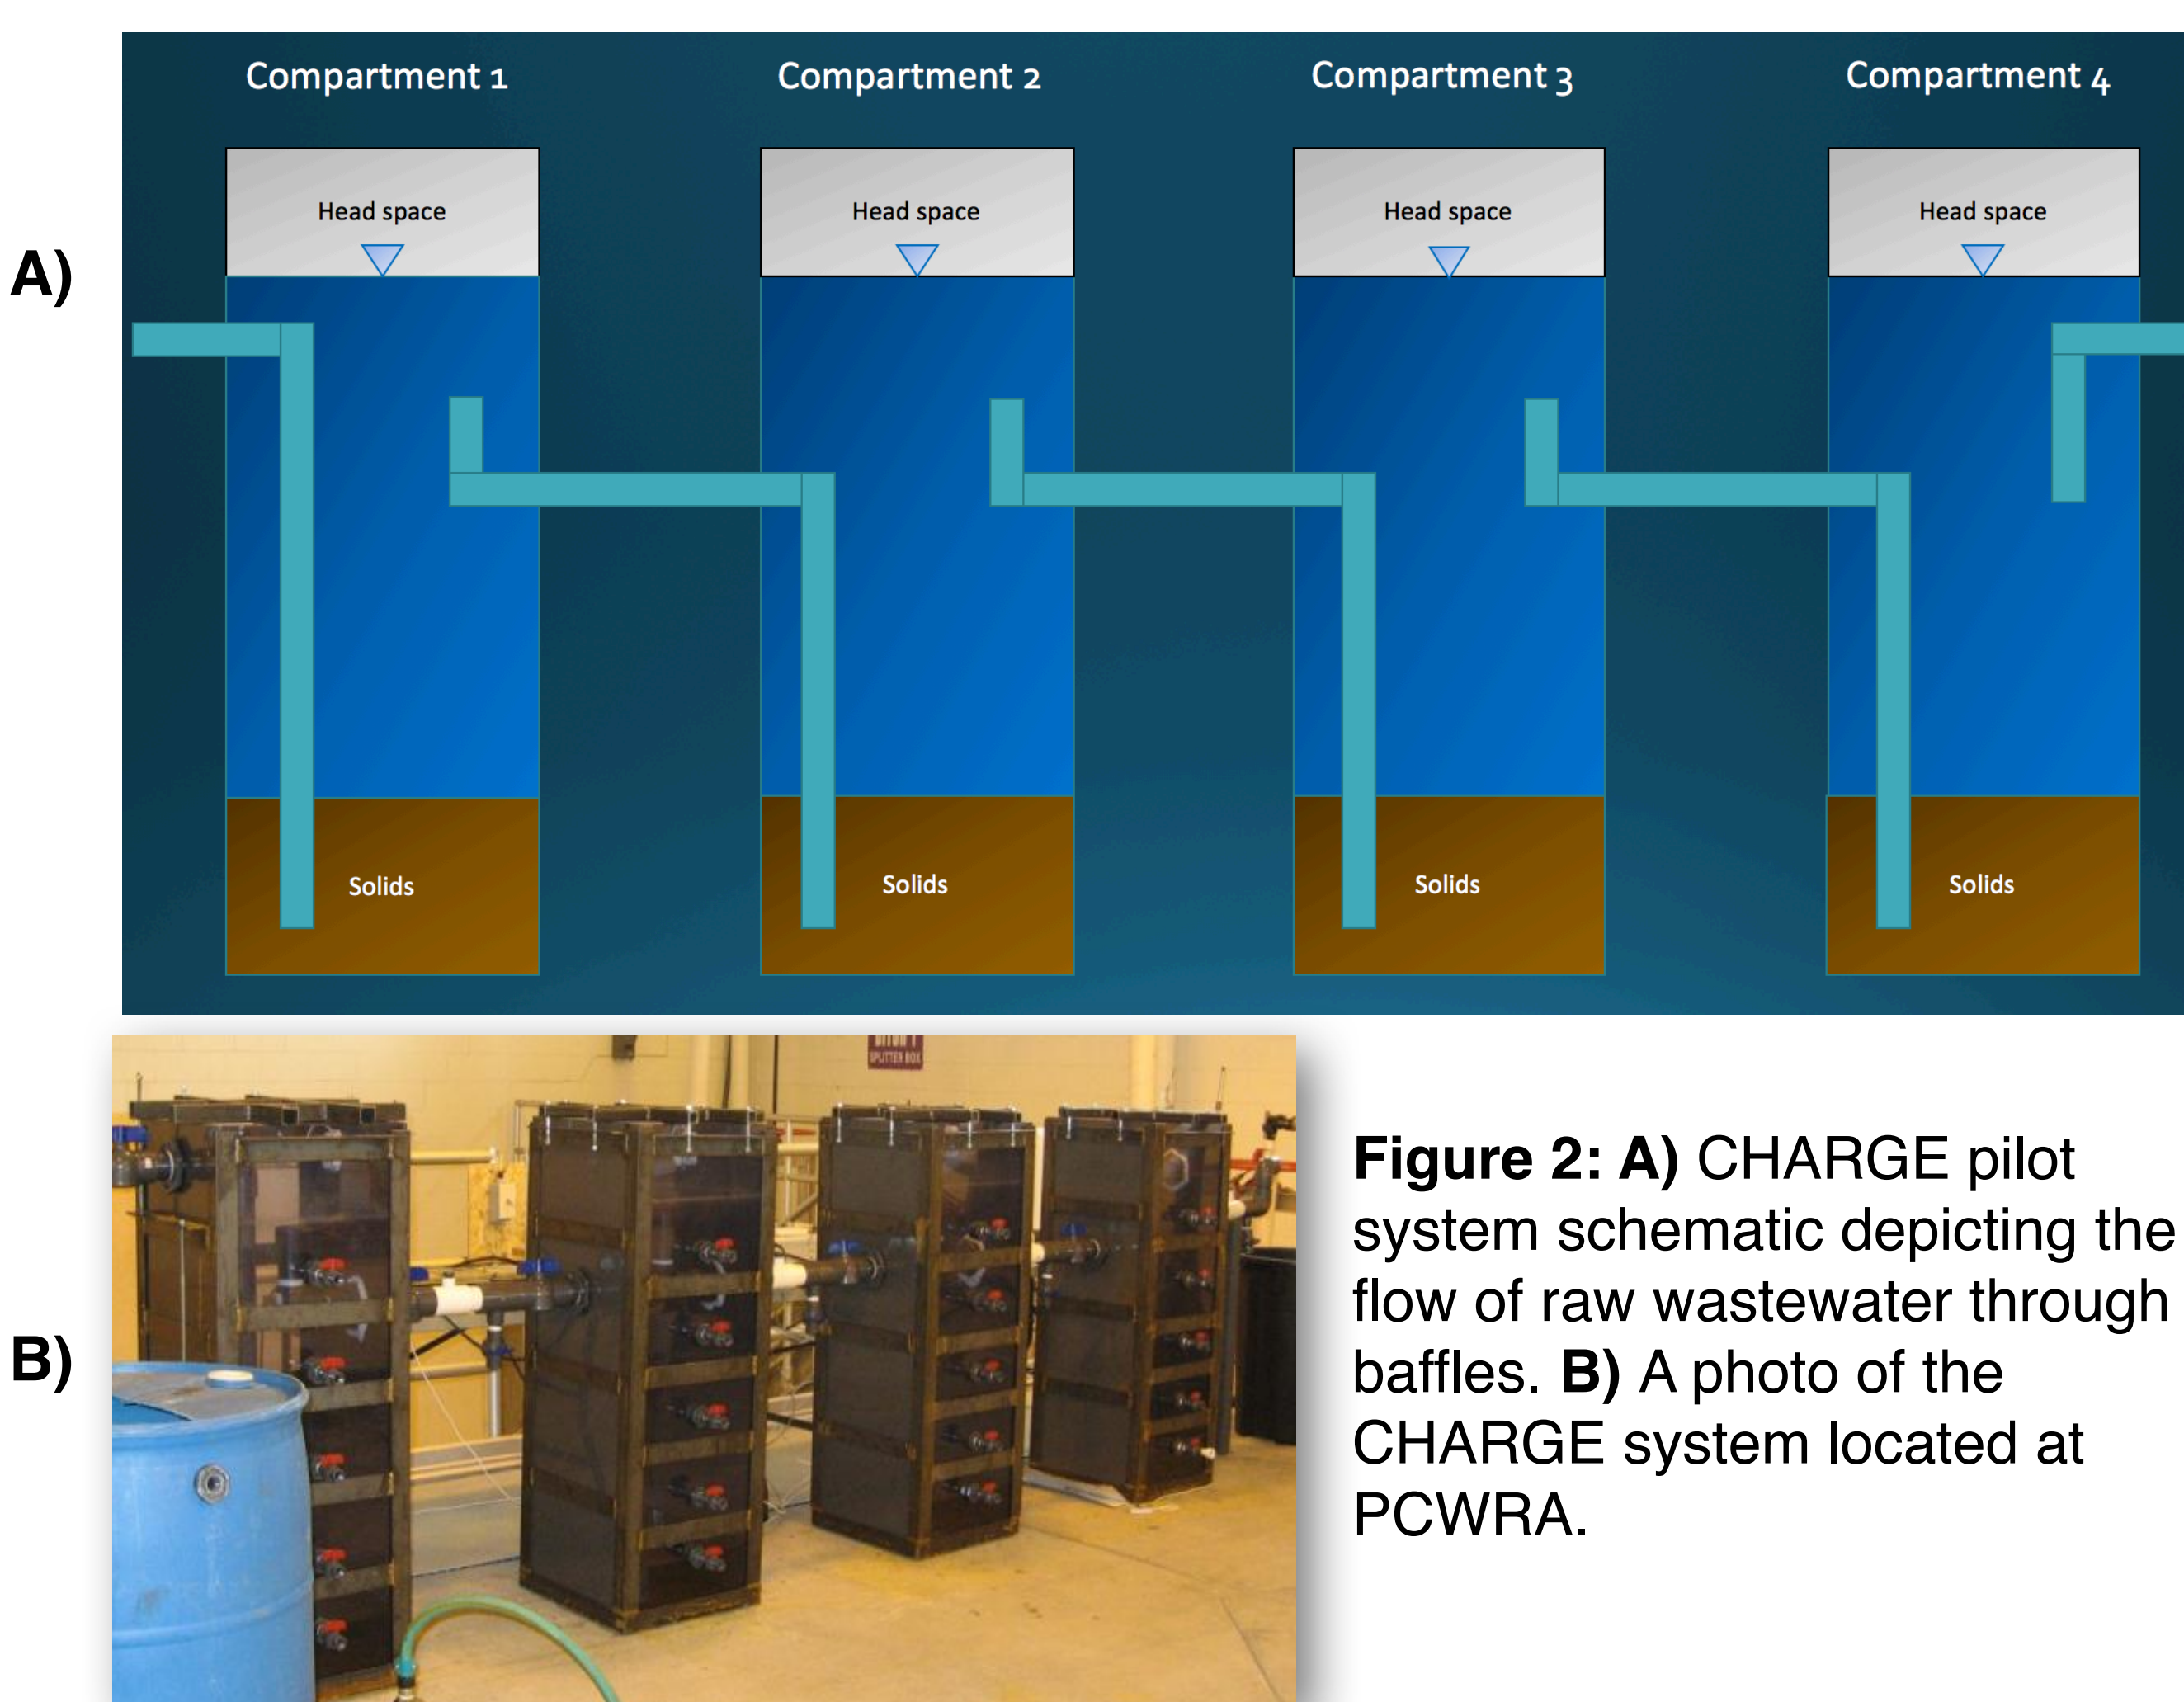 Compartment 1
Compartment 2
Compartment 3
Compartment 4
Head space
Head space
Head space
Head space
A)
Solids
Solids
Solids
Solids
SPLITTER BOX
B)
Figure 2: A) CHARGE pilot
system schematic depicting the
flow of raw wastewater through
baffles. B) A photo of the
CHARGE system located at
PCWRA.